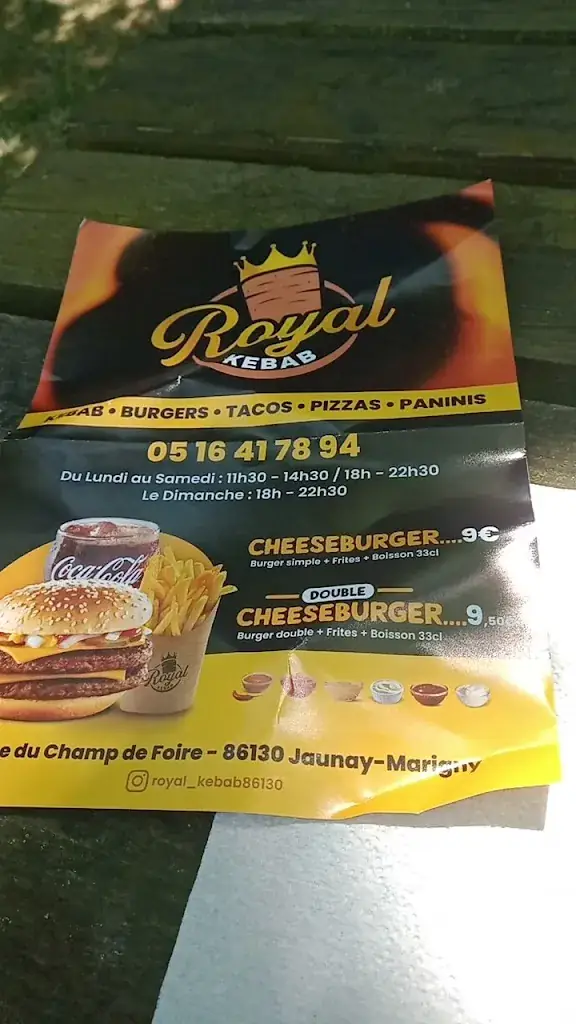 Royal
KEBAB
KEBAB • BURGERS • TACOS • PIZZAS • PANINIS
05 16 41 78 94
Du Lundi au Samedi : 11h30 - 14h30 / 18h - 22h30
Le Dimanche : 18h - 22h30
CHEESEBURGER....9€
Burger simple + Frites + Boisson 33cl
DOUBLE
CHEESEBURGER....9,50€
Burger double + Frites + Boisson 33cl
Coca-Cola
Royal
e du Champ de Foire - 86130 Jaunay-Marigny
royal_kebab86130